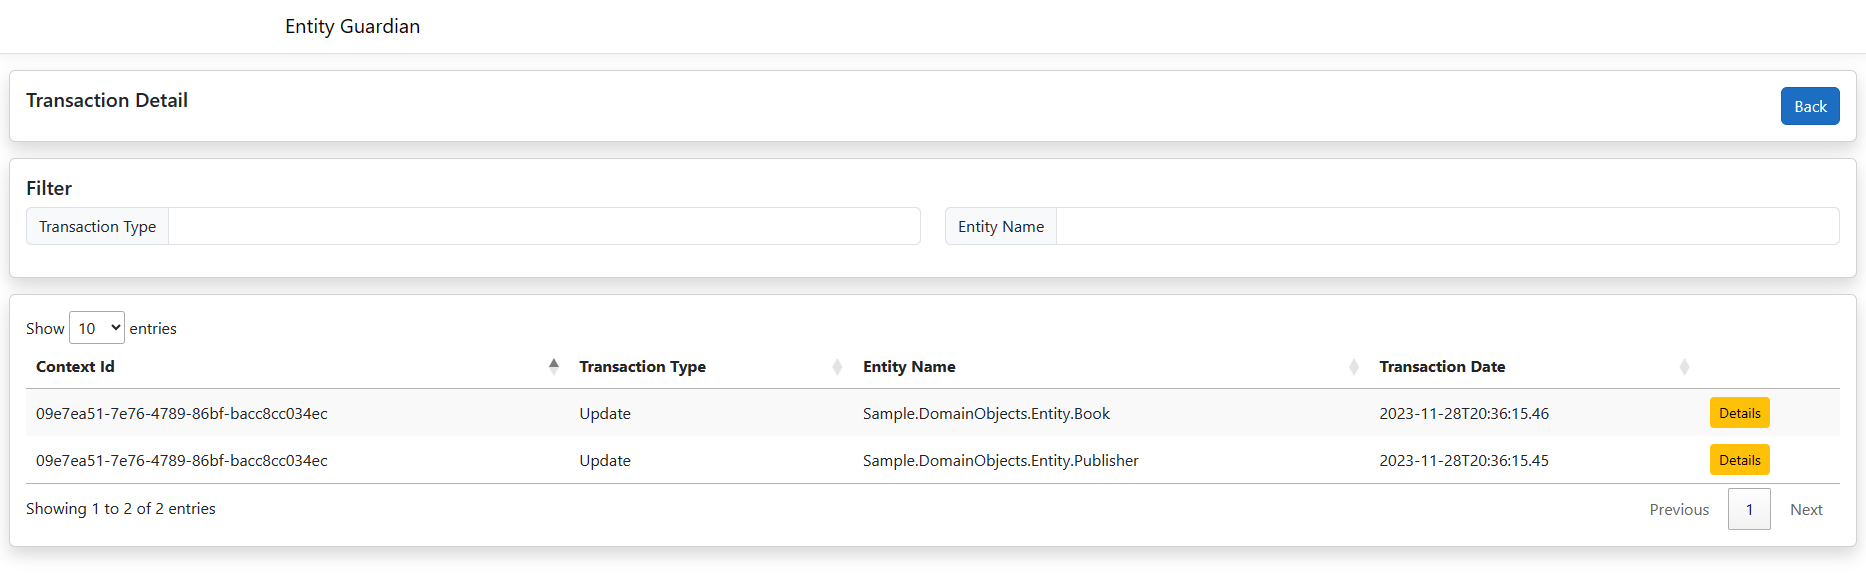 Entity Guardian
Transaction Detail
Back
Filter
Transaction Type
Entity Name
Show 10 entries
Context Id Transaction Type Entity Name Transaction Date
09e7ea51-7e76-4789-86bf-bacc8cc034ec Update Sample.DomainObjects.Entity.Book 2023-11-28T20:36:15.46 Details
09e7ea51-7e76-4789-86bf-bacc8cc034ec Update Sample.DomainObjects.Entity.Publisher 2023-11-28T20:36:15.45 Details
Showing 1 to 2 of 2 entries
Previous 1 Next